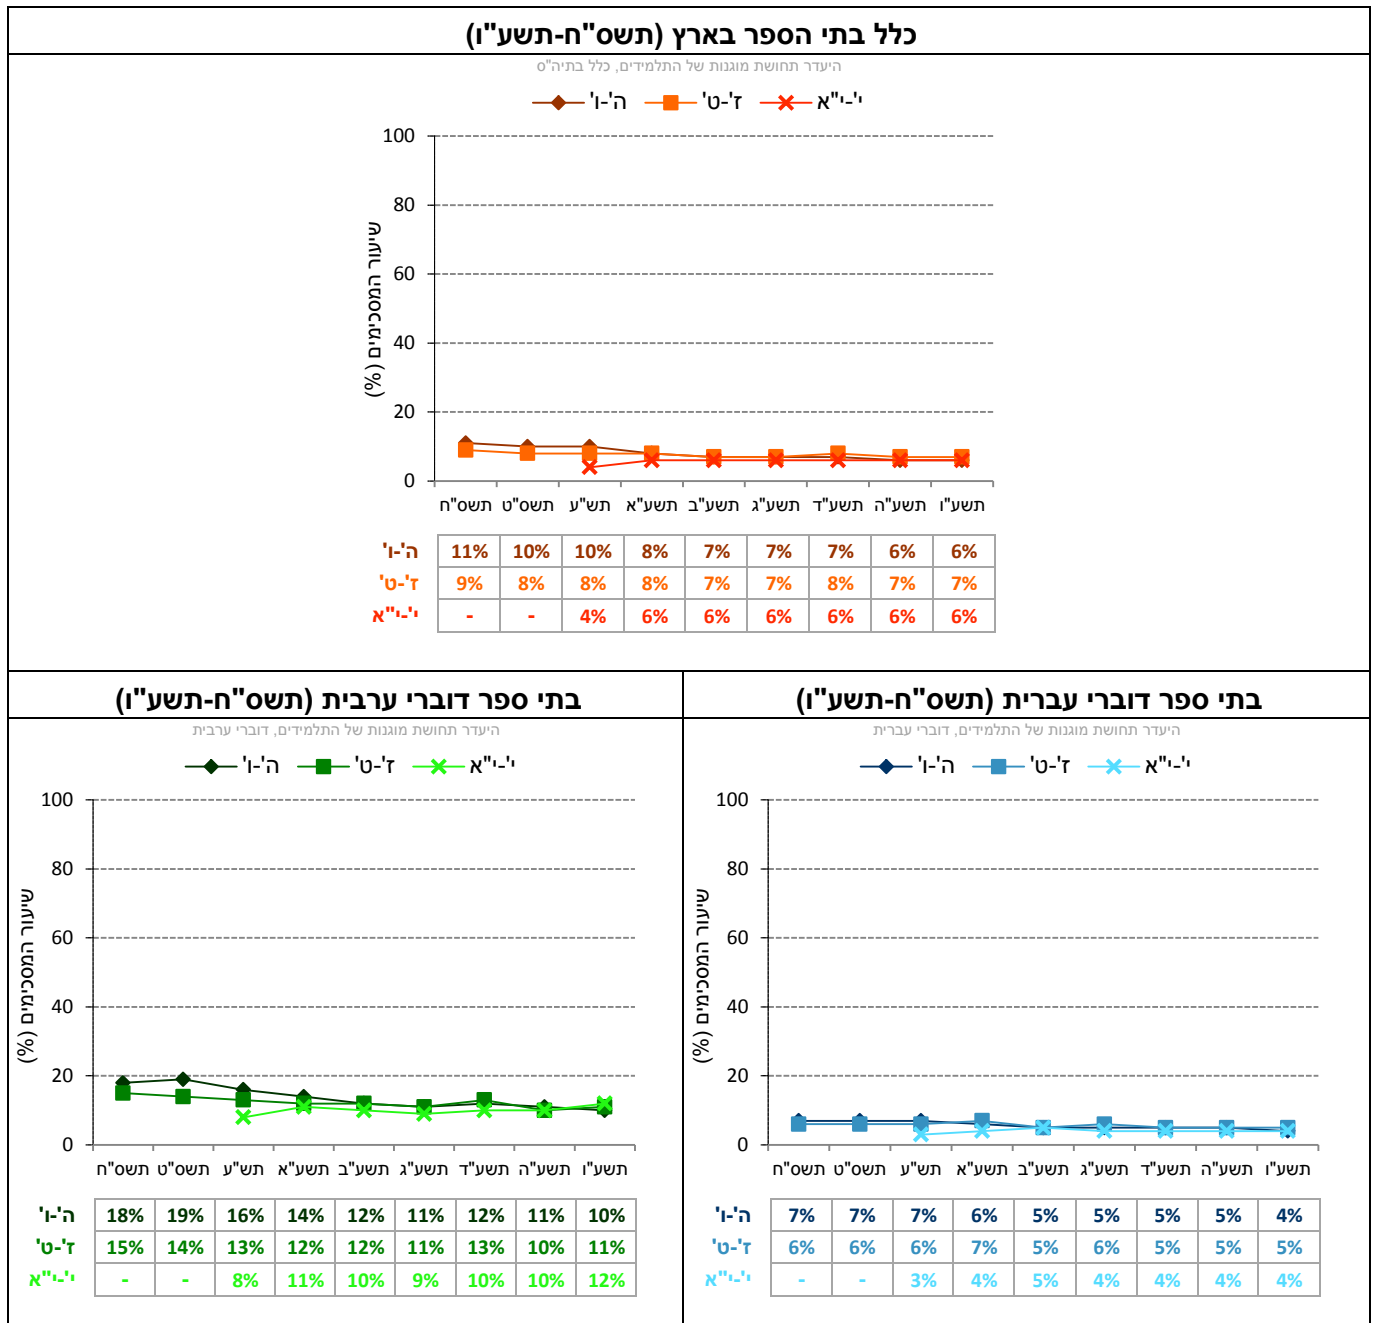 כלל בתי הספר בארץ (תשס"ח-תשע"ו)
היעדר תחושת מוגנות של התלמידים, כלל בתיה"ס
ה'-ו' ז'-ט' י'-י"א
שיעור המסכימים (%)
100
80
60
40
20
0
תשס"ח תשס"ט תש"ע תשע"א תשע"ב תשע"ג תשע"ד תשע"ה תשע"ו
ה'-ו' 11% 10% 10% 8% 7% 7% 7% 6% 6%
ז'-ט' 9% 8% 8% 8% 7% 7% 8% 7% 7%
י'-י"א - - 4% 6% 6% 6% 6% 6% 6%
בתי ספר דוברי עברית (תשס"ח-תשע"ו)
היעדר תחושת מוגנות של התלמידים, דוברי עברית
ה'-ו' ז'-ט' י'-י"א
שיעור המסכימים (%)
100
80
60
40
20
0
תשס"ח תשס"ט תש"ע תשע"א תשע"ב תשע"ג תשע"ד תשע"ה תשע"ו
ה'-ו' 7% 7% 7% 6% 5% 5% 5% 5% 4%
ז'-ט' 6% 6% 6% 7% 5% 6% 5% 5% 5%
י'-י"א - - 3% 4% 5% 4% 4% 4% 4%
בתי ספר דוברי ערבית (תשס"ח-תשע"ו)
היעדר תחושת מוגנות של התלמידים, דוברי ערבית
ה'-ו' ז'-ט' י'-י"א
שיעור המסכימים (%)
100
80
60
40
20
0
תשס"ח תשס"ט תש"ע תשע"א תשע"ב תשע"ג תשע"ד תשע"ה תשע"ו
ה'-ו' 18% 19% 16% 14% 12% 11% 12% 11% 10%
ז'-ט' 15% 14% 13% 12% 12% 11% 13% 10% 11%
י'-י"א - - 8% 11% 10% 9% 10% 10% 12%